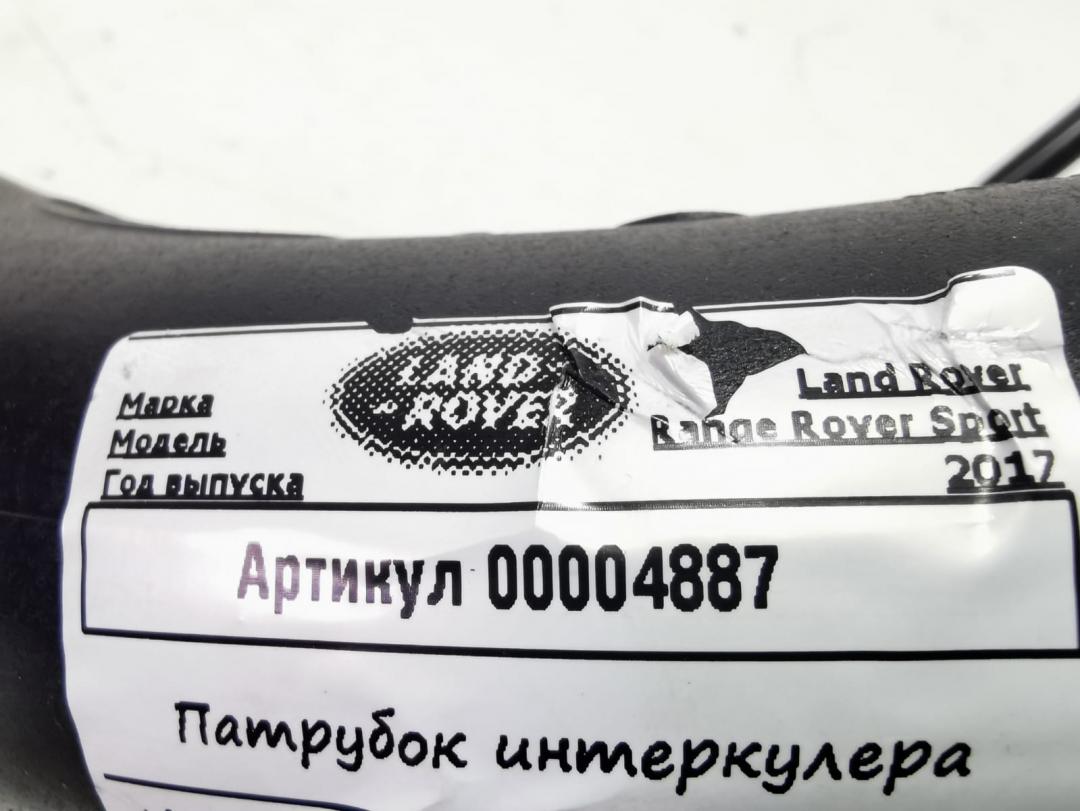 LAND
ROVER
Марка
Land Rover
Модель
Range Rover Sport
Год выпуска
2017
Артикул 00004887
Патрубок интеркулера